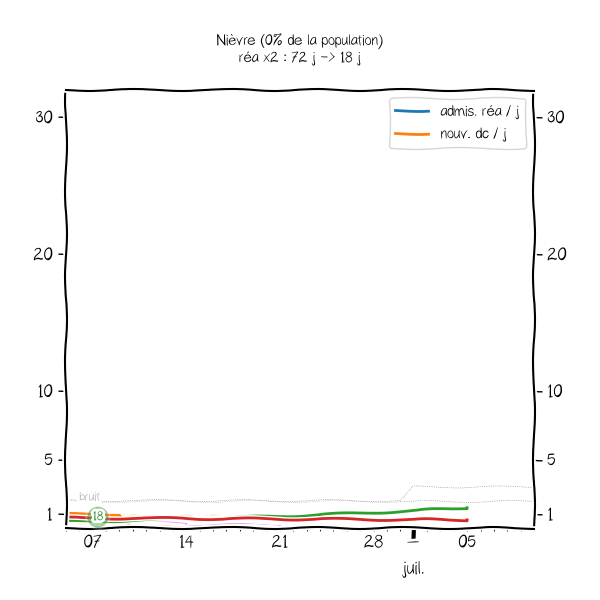 Nièvre (0% de la population)
réa x2 : 72 j -> 18 j
admis. réa / j
nouv. dc / j
30
30
20
20
10
10
5
5
... bruit
18
1
1
07
14
21
28
05
juil.